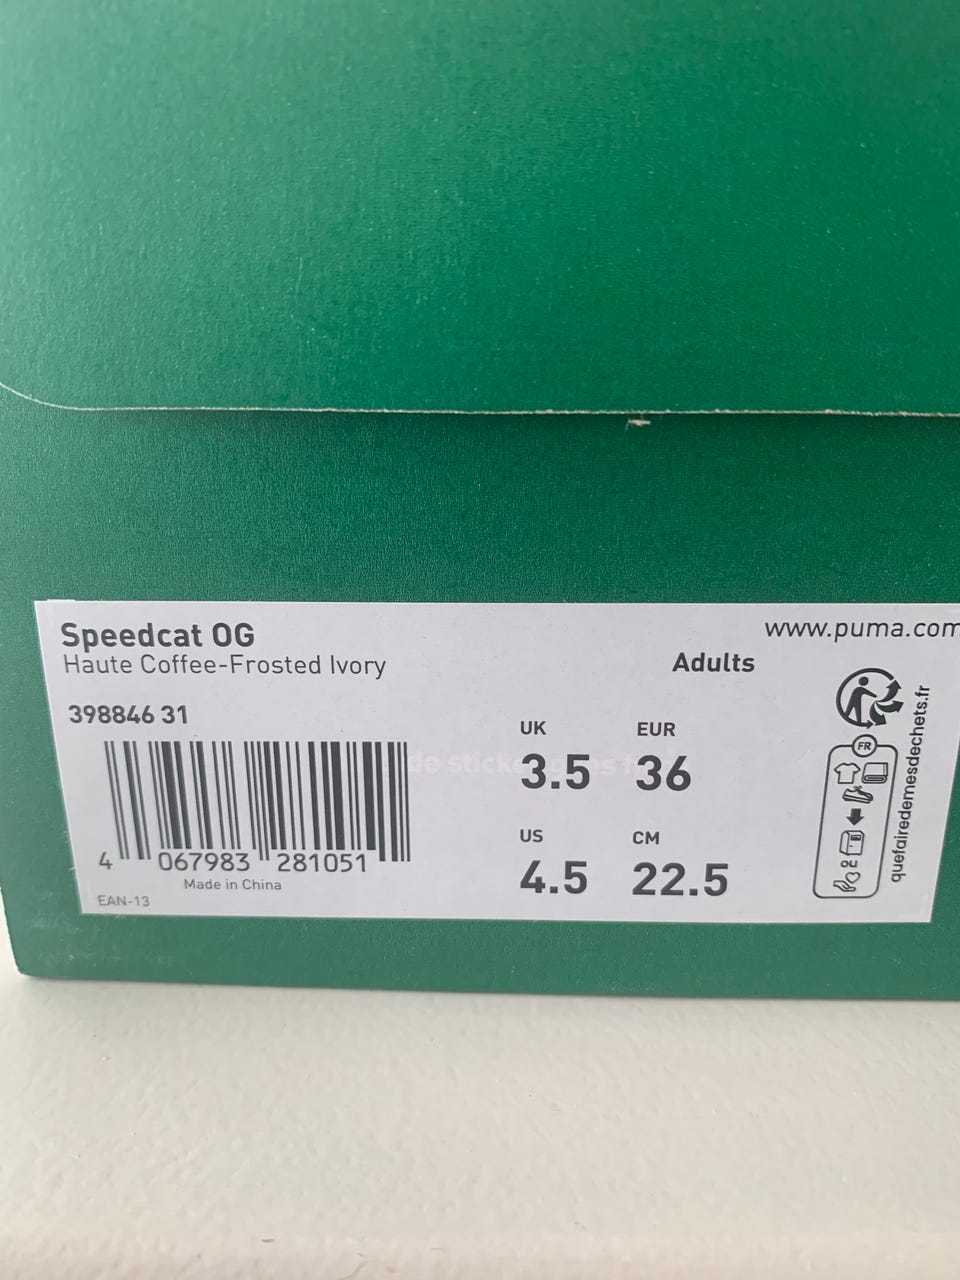 Speedcat OG
Haute Coffee-Frosted Ivory
www.puma.com
Adults
398846 31
UK
3.5
EUR
36
US
4.5
CM
22.5
4 067983 281051
Made in China
EAN-13
FR
OU
quefairedemesdechets.fr